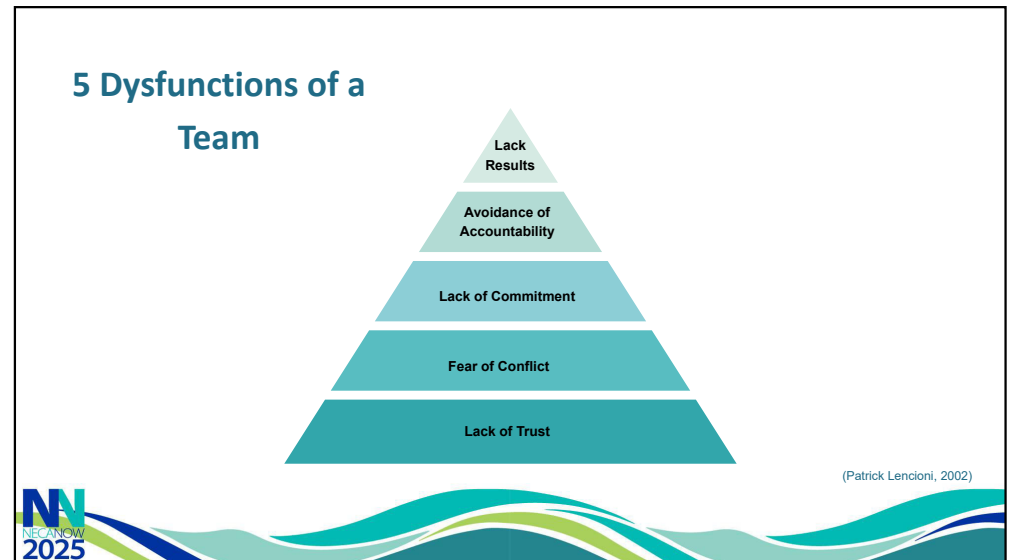 5 Dysfunctions of a
Team
Lack
Results
Avoidance of
Accountability
Lack of Commitment
Fear of Conflict
Lack of Trust
(Patrick Lencioni, 2002)
NN
NECANOW
2025